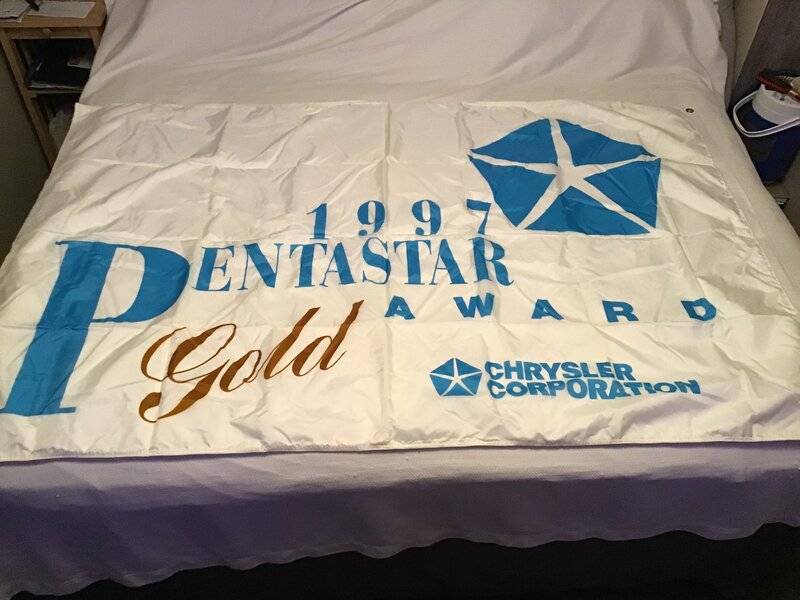 1997
PENTASTAR
Gold AWARD
CHRYSLER
CORPORATION